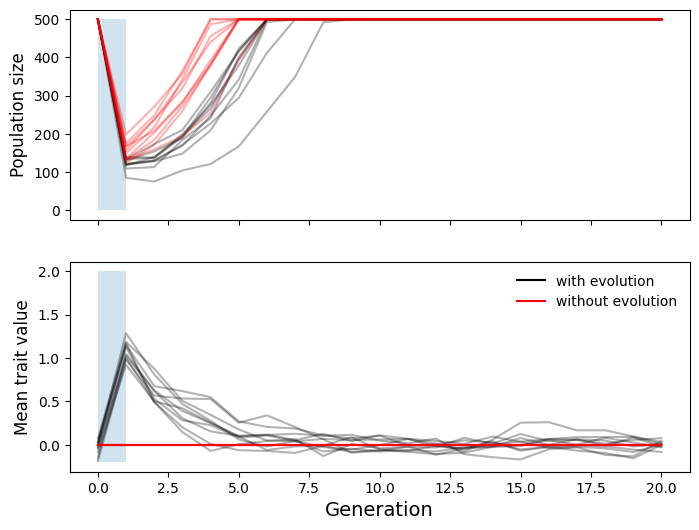 500
400
300
200
100
0
Population size
2.0
1.5
1.0
0.5
0.0
Mean trait value
with evolution
without evolution
0.0 2.5 5.0 7.5 10.0 12.5 15.0 17.5 20.0
Generation